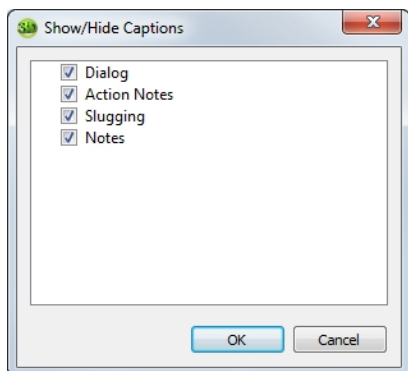 Show/Hide Captions
Dialog
Action Notes
Slugging
Notes
OK Cancel